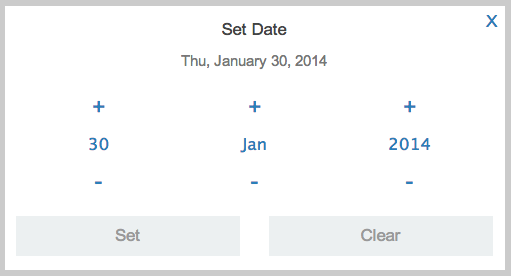 X
Set Date
Thu, January 30, 2014
+ + +
30 Jan 2014
- - -
Set Clear